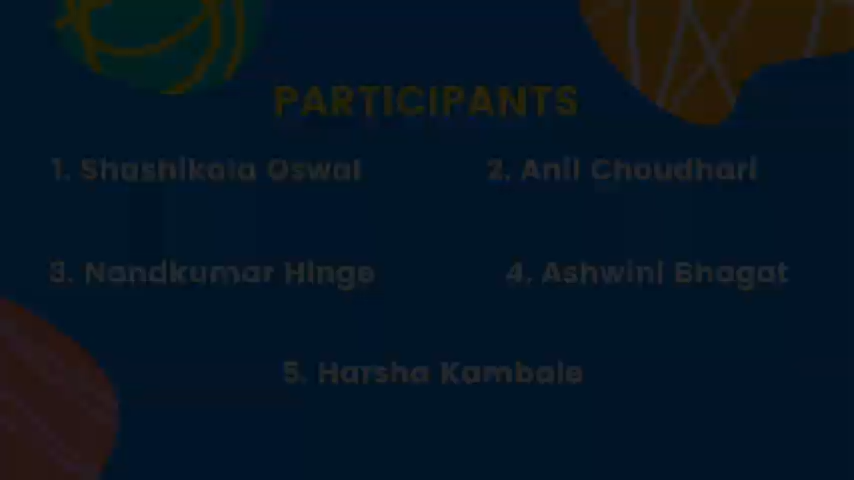 PARTICIPANTS
1. Shashikala Oswal
2. Anil Choudhari
3. Nandkumar Hinge
4. Ashwini Bhagat
5. Harsha Kambale